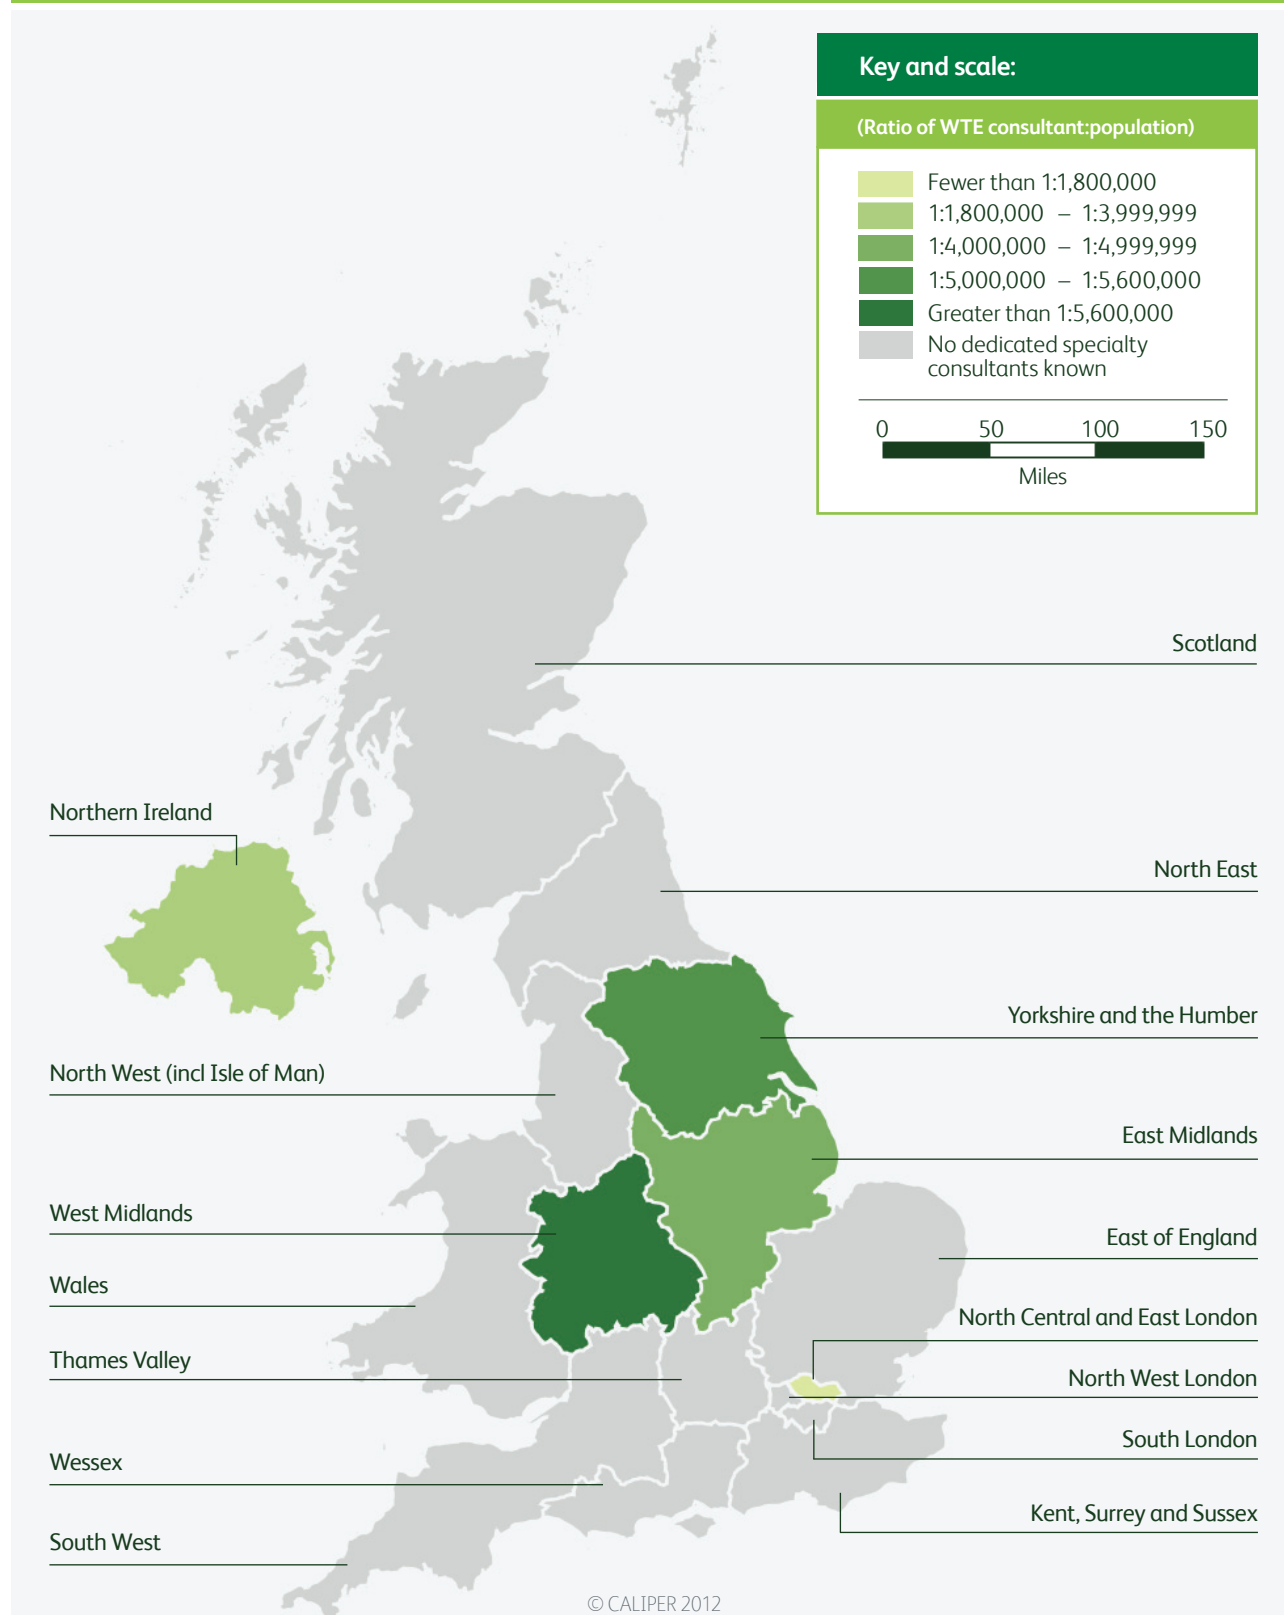 Key and scale:
(Ratio of WTE consultant:population)
Fewer than 1:1,800,000
1:1,800,000 – 1:3,999,999
1:4,000,000 – 1:4,999,999
1:5,000,000 – 1:5,600,000
Greater than 1:5,600,000
No dedicated specialty
consultants known
0 50 100 150
Miles
Scotland
Northern Ireland
North East
Yorkshire and the Humber
North West (incl Isle of Man)
East Midlands
West Midlands
East of England
Wales
North Central and East London
Thames Valley
North West London
South London
Wessex
Kent, Surrey and Sussex
South West
© CALIPER 2012